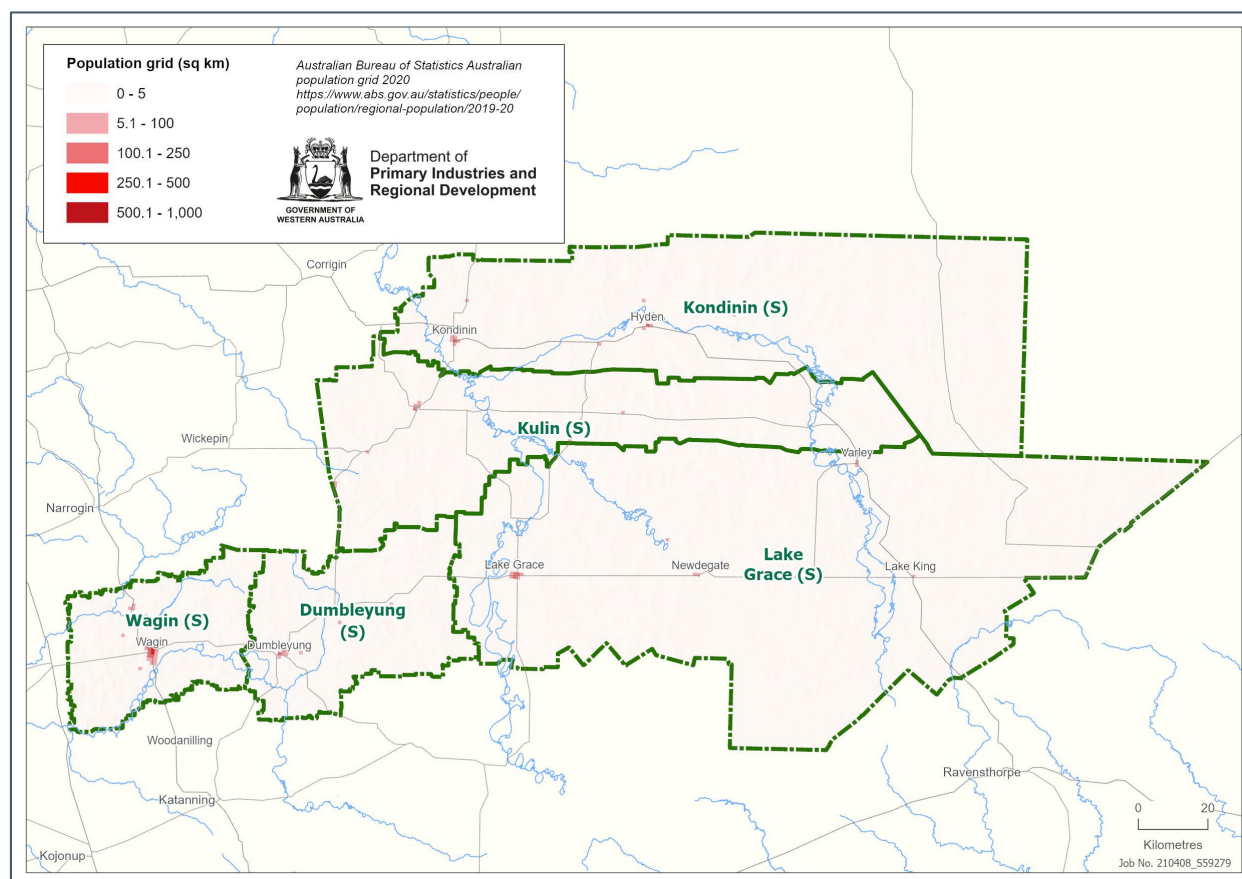 Population grid (sq km)
0 - 5
5.1 - 100
100.1 - 250
250.1 - 500
500.1 - 1,000
Australian Bureau of Statistics Australian
population grid 2020
https://www.abs.gov.au/statistics/people/
population/regional-population/2019-20
GOVERNMENT OF
WESTERN AUSTRALIA
Department of
Primary Industries and
Regional Development
Corrigin
Kondinin (S)
Hyden
Kondinin
Kulin (S)
Wickepin
Varley
Narrogin
Lake Grace
Newdegate
Lake
Grace (S)
Lake King
Wagin (S)
Dumbleyung
(S)
Wagin
Dumbleyung
Woodanilling
Katanning
Ravensthorpe
Kojonup
0 20
Kilometres
Job No. 210408_S59279